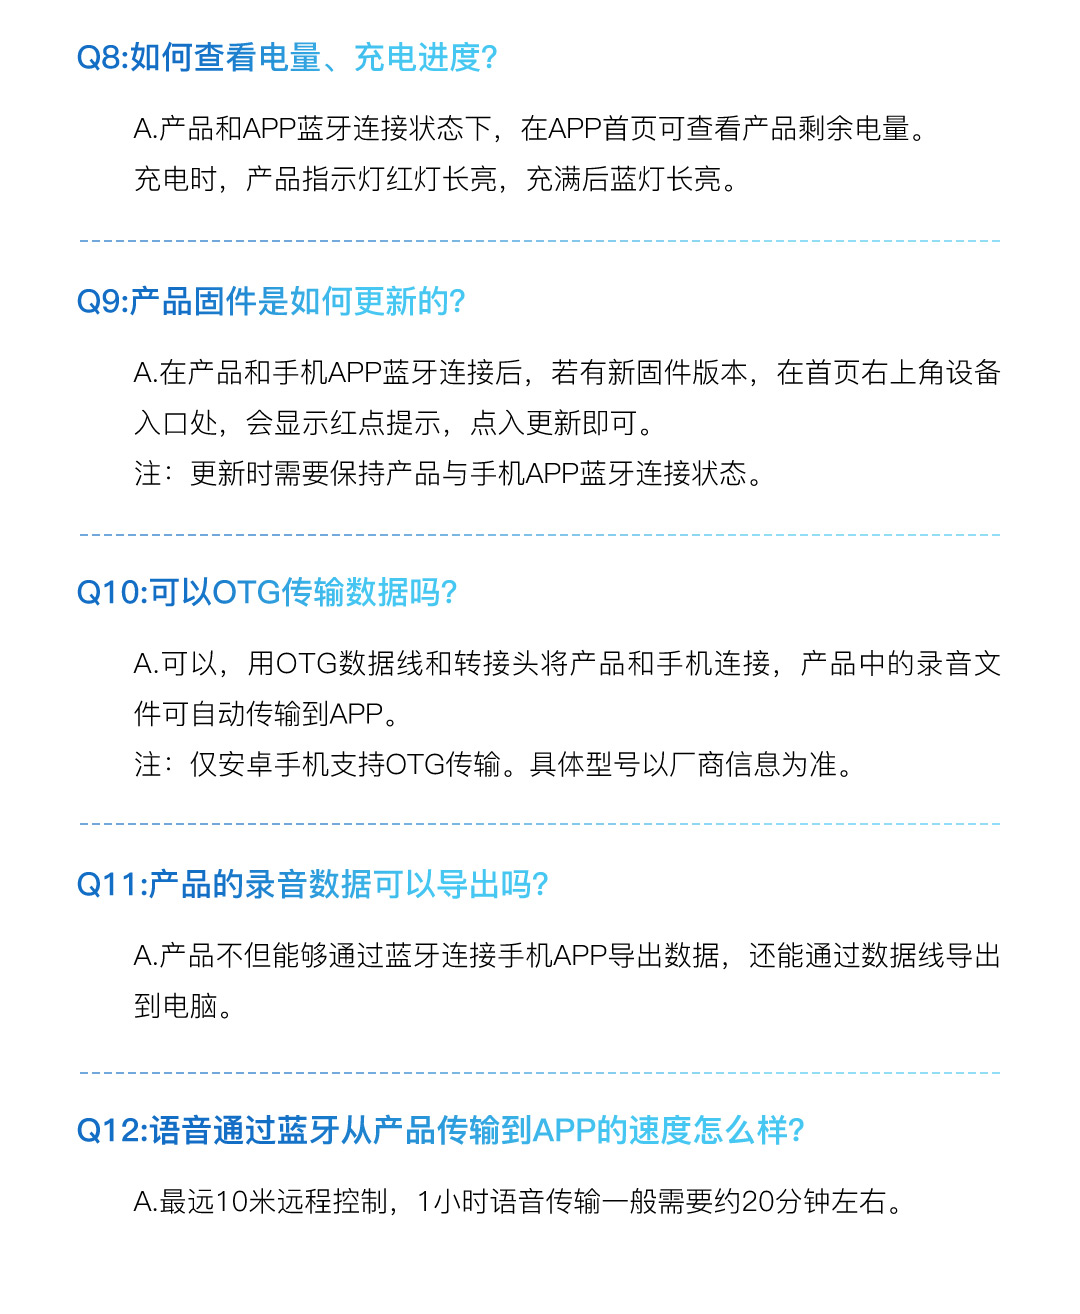 Q8:如何查看电量、充电进度?
A.产品和APP蓝牙连接状态下，在APP首页可查看产品剩余电量。
充电时，产品指示灯红灯长亮，充满后蓝灯长亮。
Q9:产品固件是如何更新的?
A.在产品和手机APP蓝牙连接后，若有新固件版本，在首页右上角设备
入口处，会显示红点提示，点入更新即可。
注：更新时需要保持产品与手机APP蓝牙连接状态。
Q10:可以OTG传输数据吗?
A.可以，用OTG数据线和转接头将产品和手机连接，产品中的录音文
件可自动传输到APP。
注：仅安卓手机支持OTG传输。具体型号以厂商信息为准。
Q11:产品的录音数据可以导出吗?
A.产品不但能够通过蓝牙连接手机APP导出数据，还能通过数据线导出
到电脑。
Q12:语音通过蓝牙从产品传输到APP的速度怎么样?
A.最远10米远程控制，1小时语音传输一般需要约20分钟左右。